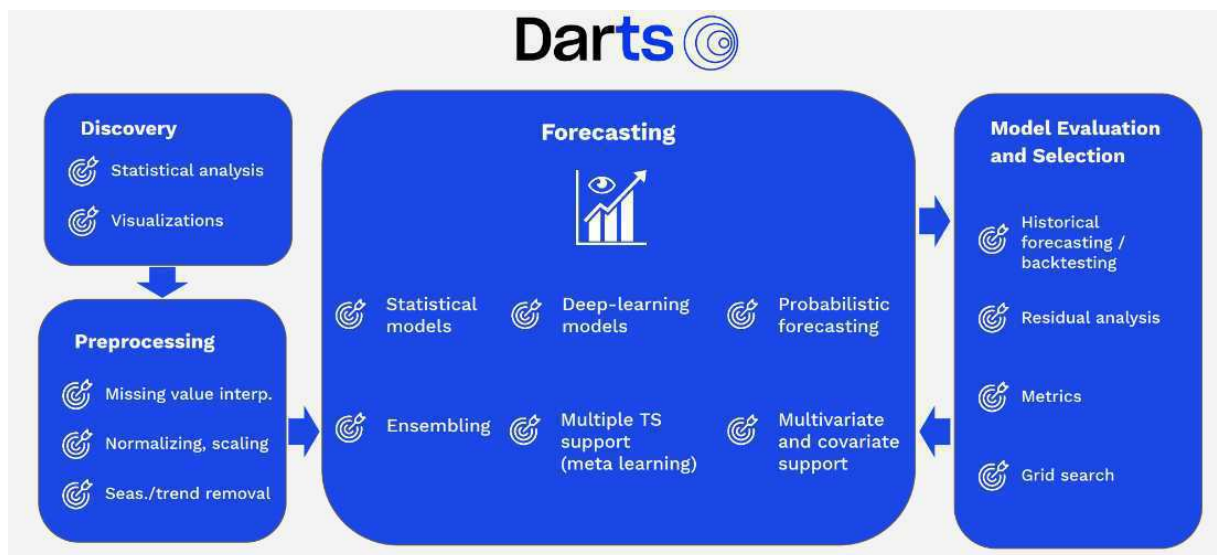 Darts
Discovery
Statistical analysis
Visualizations
Preprocessing
Missing value interp.
Normalizing, scaling
Seas./trend removal
Forecasting
Statistical
models
Deep-learning
models
Probabilistic
forecasting
Ensembling
Multiple TS
support
(meta learning)
Multivariate
and covariate
support
Model Evaluation
and Selection
Historical
forecasting /
backtesting
Residual analysis
Metrics
Grid search